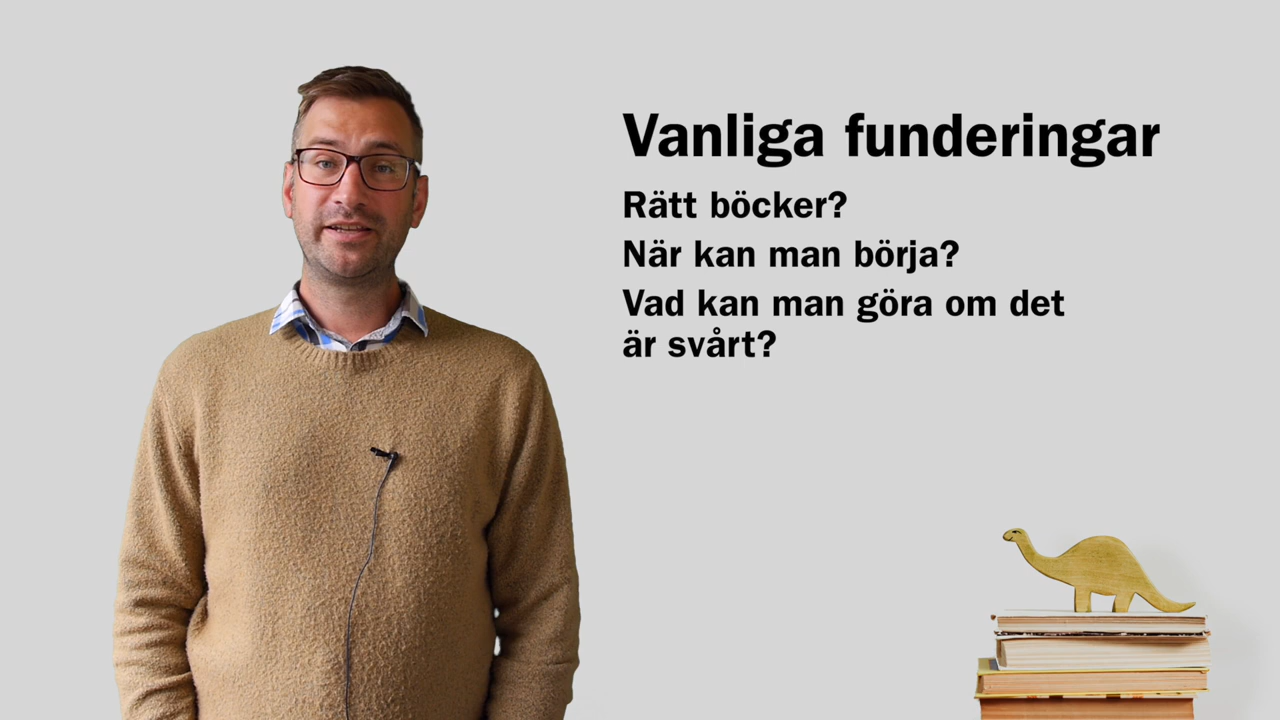 Vanliga funderingar
Rätt böcker?
När kan man börja?
Vad kan man göra om det
är svårt?